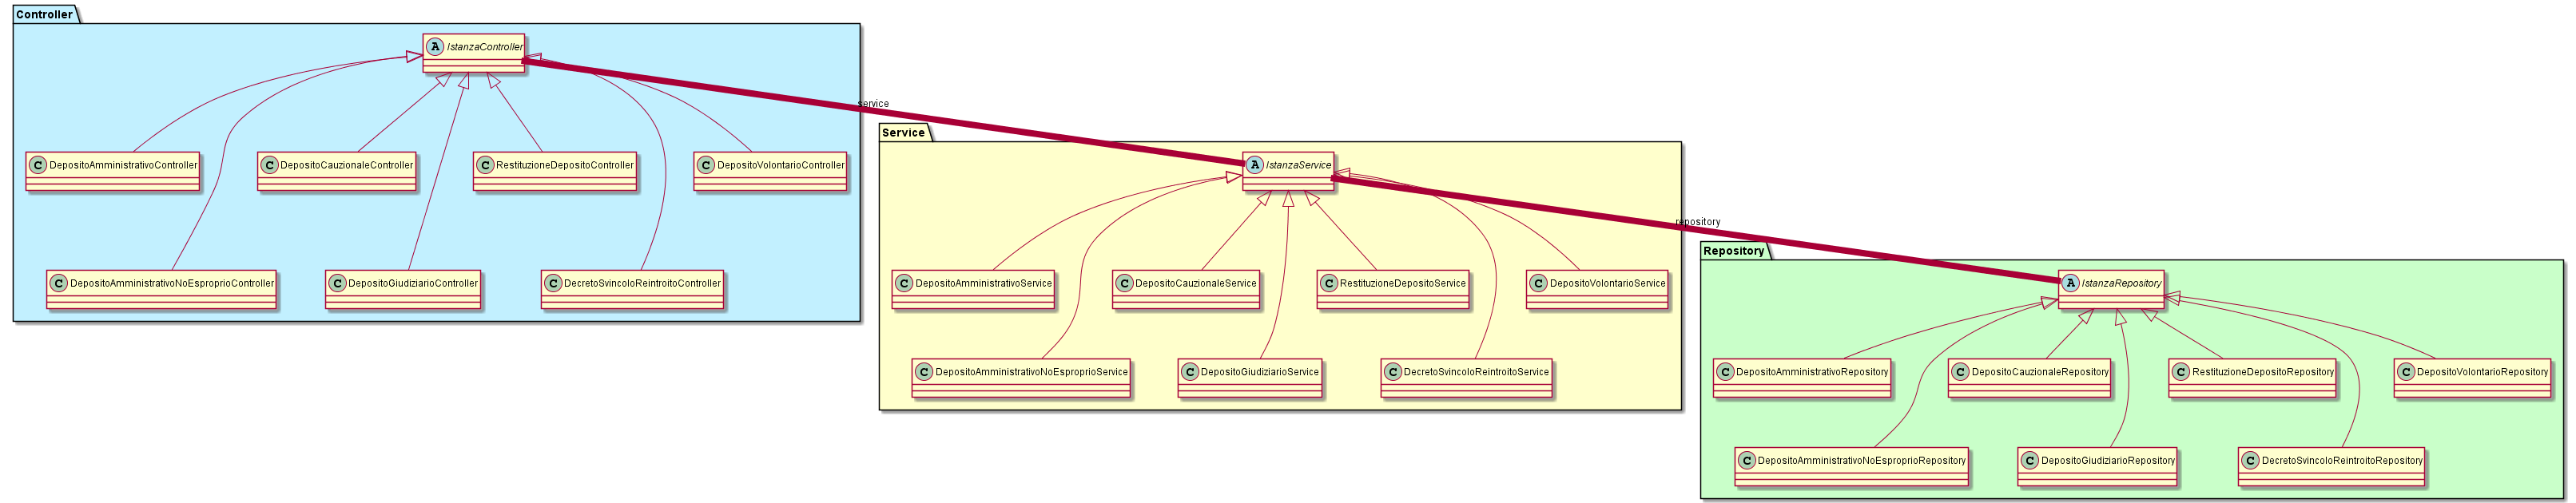 Controller
A IstanzaController
service
C DepositoAmministrativoController
C DepositoCauzionaleController
C RestituzioneDepositoController
C DepositoVolontarioController
C DepositoAmministrativoNoEsproprioController
C DepositoGiudiziarioController
C DecretoSvincoloReintroitoController
Service
A IstanzaService
repository
C DepositoAmministrativoService
C DepositoCauzionaleService
C RestituzioneDepositoService
C DepositoVolontarioService
C DepositoAmministrativoNoEsproprioService
C DepositoGiudiziarioService
C DecretoSvincoloReintroitoService
Repository
A IstanzaRepository
C DepositoAmministrativoRepository
C DepositoCauzionaleRepository
C RestituzioneDepositoRepository
C DepositoVolontarioRepository
C DepositoAmministrativoNoEsproprioRepository
C DepositoGiudiziarioRepository
C DecretoSvincoloReintroitoRepository